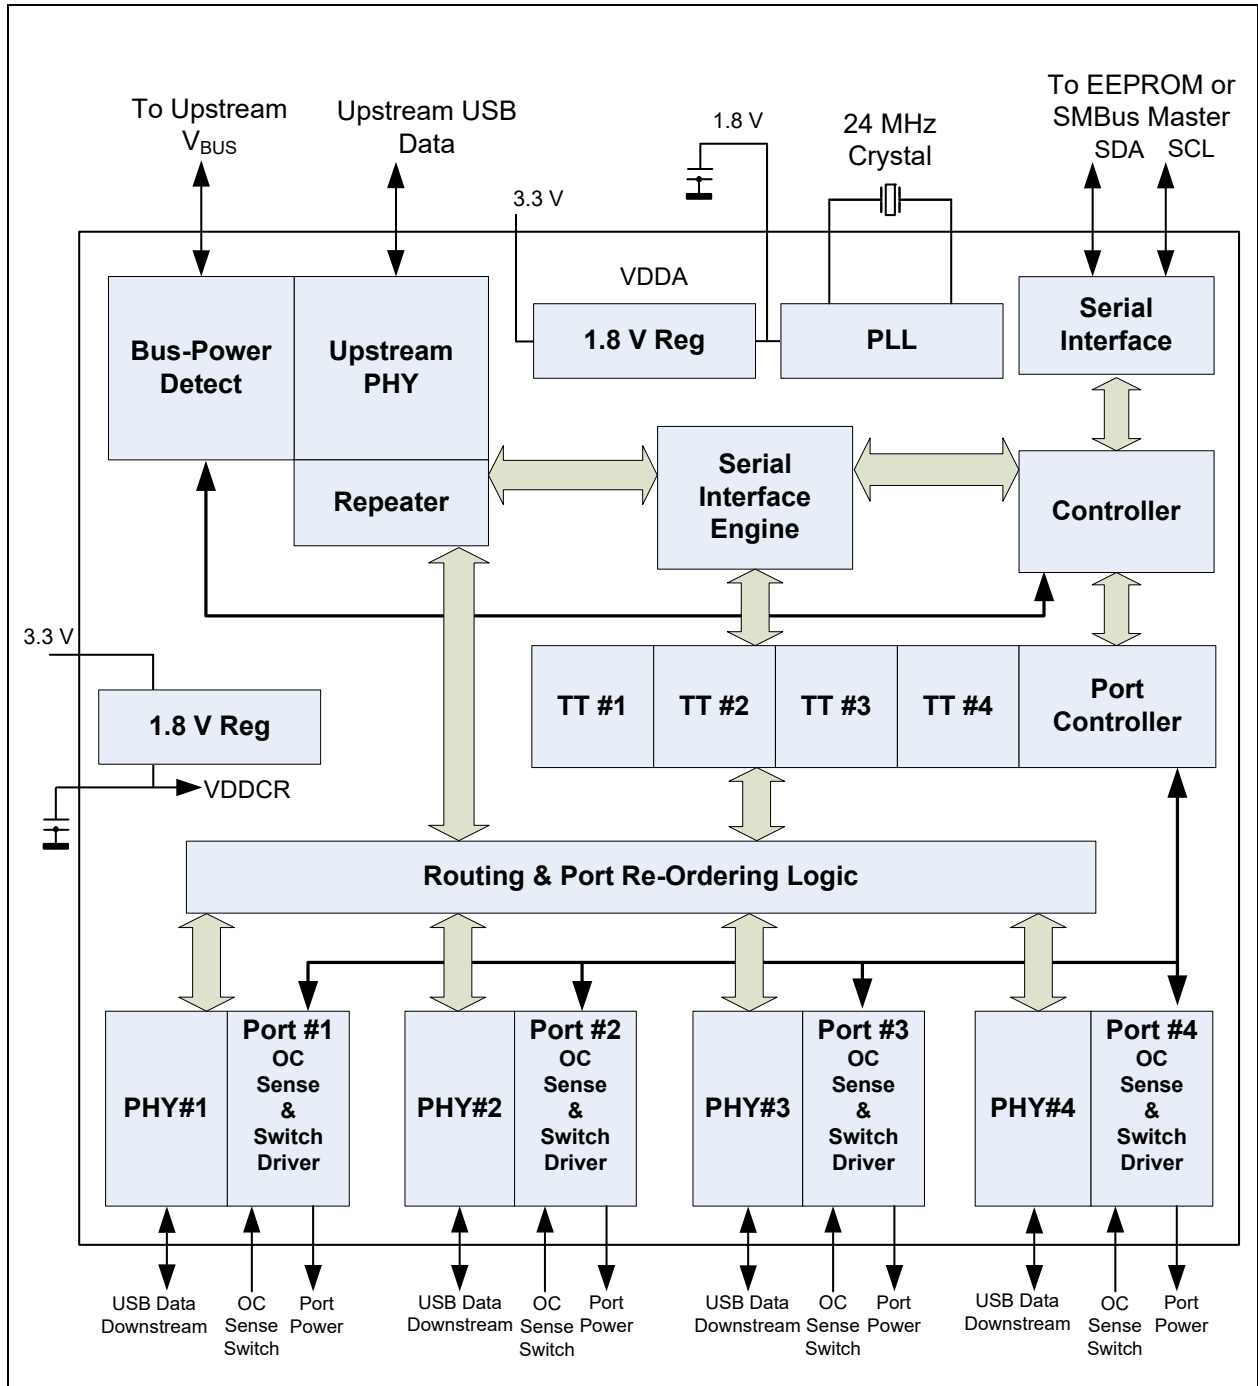 To Upstream
VBUS
Upstream USB
Data
3.3 V
1.8 V
24 MHz
Crystal
To EEPROM or
SMBus Master
SDA SCL
Bus-Power
Detect
Upstream
PHY
VDDA
1.8 V Reg
PLL
Serial
Interface
Repeater
Serial
Interface
Engine
Controller
3.3 V
1.8 V Reg
VDDCR
TT #1
TT #2
TT #3
TT #4
Port
Controller
Routing & Port Re-Ordering Logic
PHY#1
Port #1
OC
Sense
&
Switch
Driver
PHY#2
Port #2
OC
Sense
&
Switch
Driver
PHY#3
Port #3
OC
Sense
&
Switch
Driver
PHY#4
Port #4
OC
Sense
&
Switch
Driver
USB Data
Downstream
OC
Sense
Switch
Port
Power
USB Data
Downstream
OC
Sense
Switch
Port
Power
USB Data
Downstream
OC
Sense
Switch
Port
Power
USB Data
Downstream
OC
Sense
Switch
Port
Power